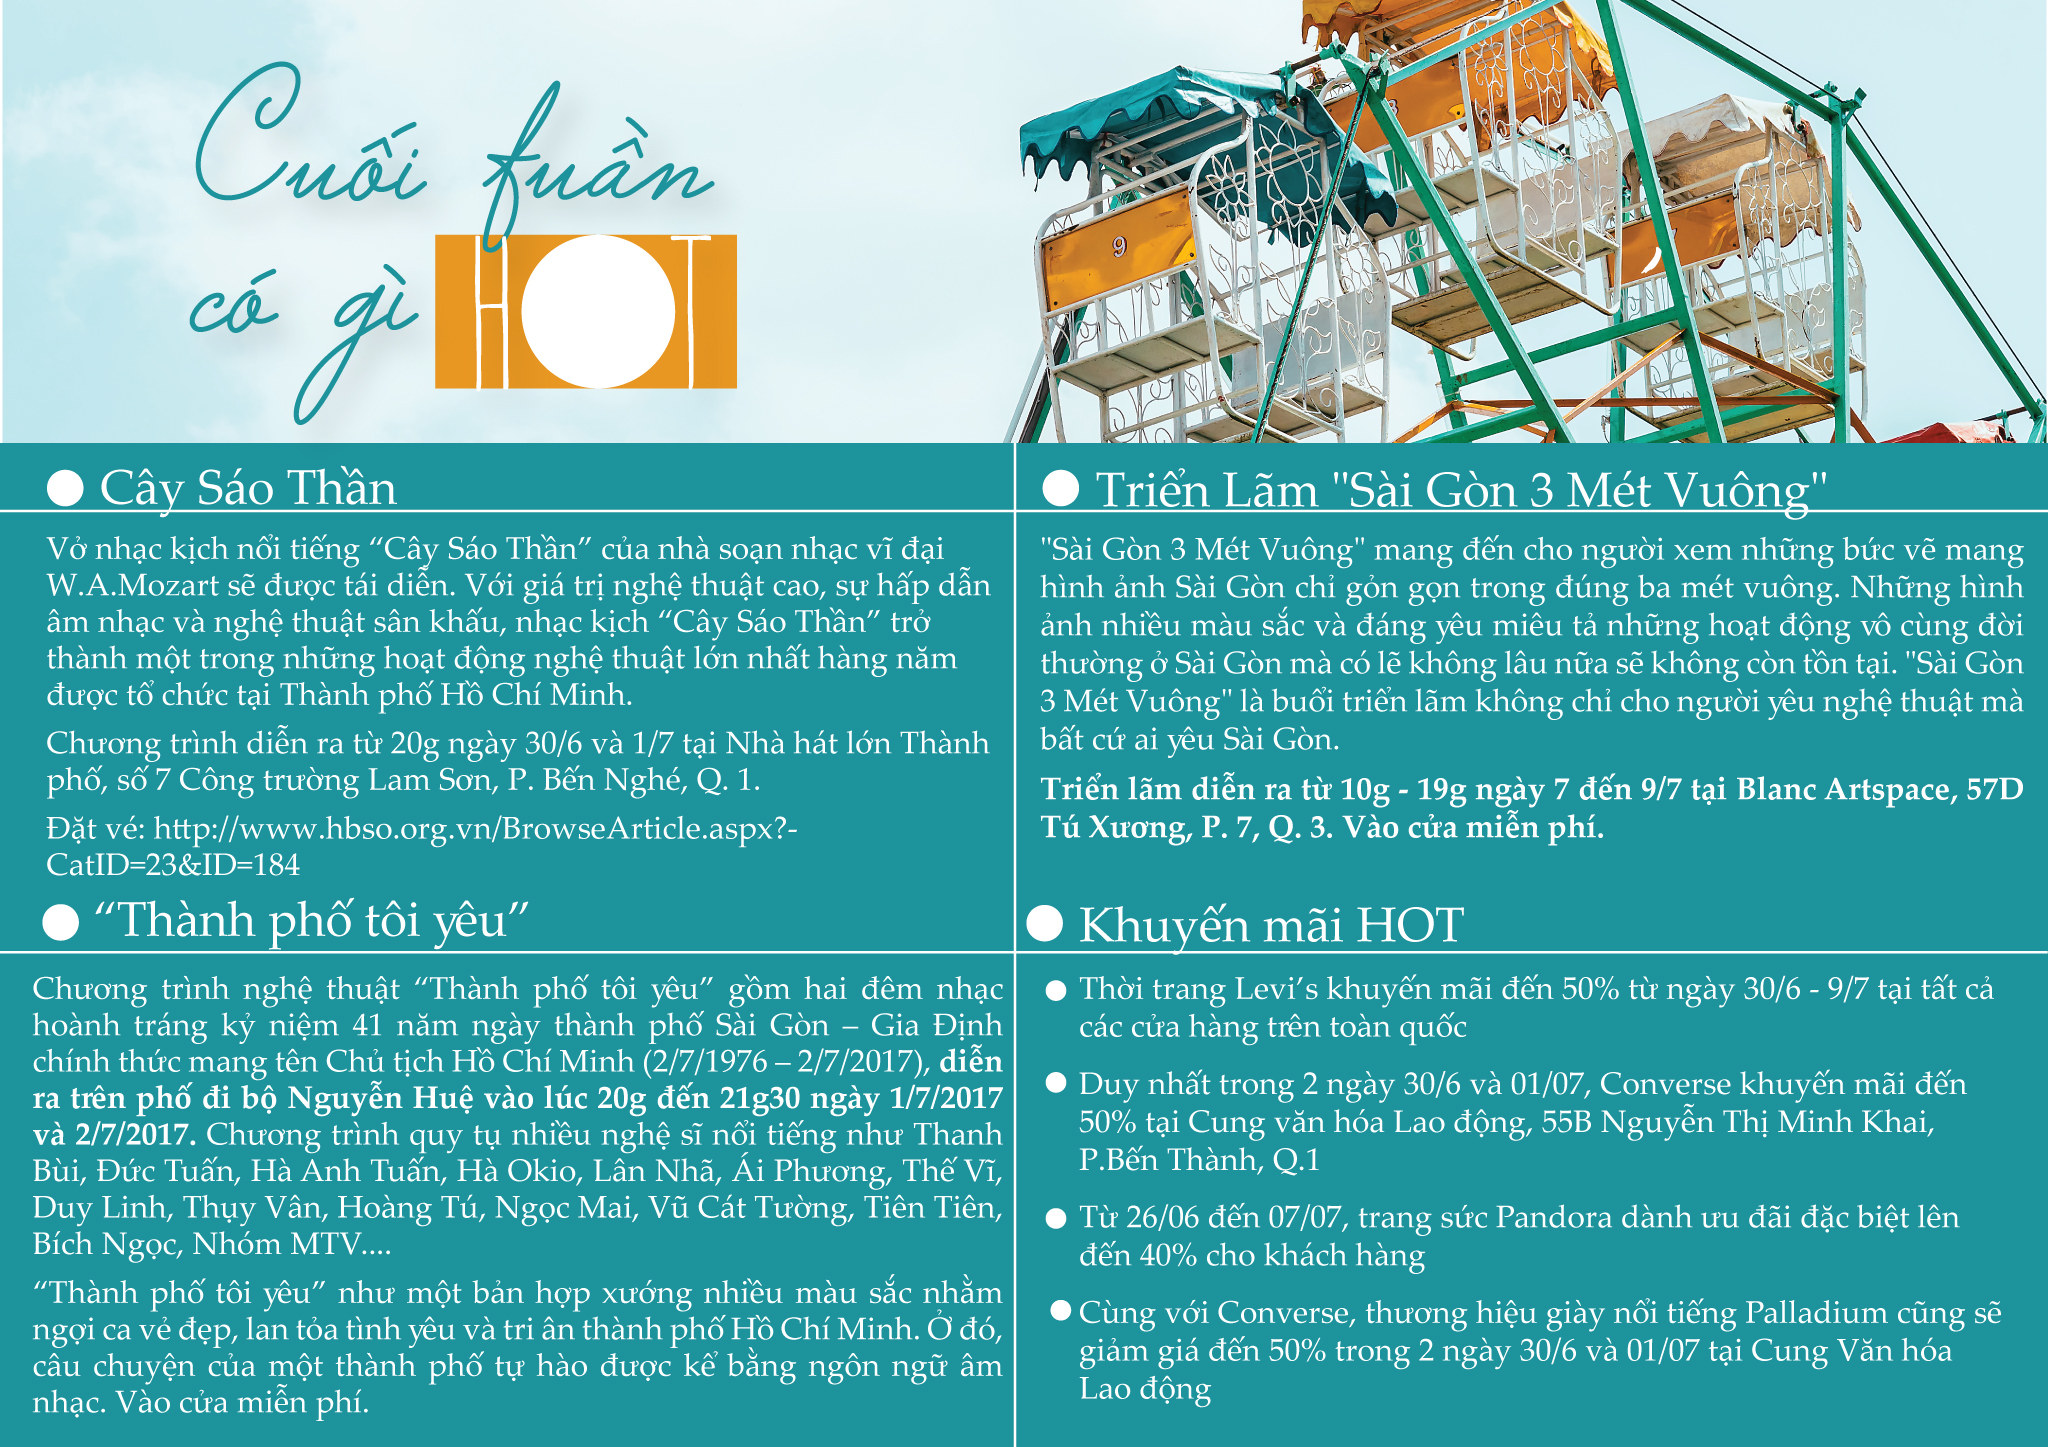 Cuối tuần
có gì HOT
9
Cây Sáo Thần
Vở nhạc kịch nổi tiếng “Cây Sáo Thần” của nhà soạn nhạc vĩ đại
W.A.Mozart sẽ được tái diễn. Với giá trị nghệ thuật cao, sự hấp dẫn
âm nhạc và nghệ thuật sân khấu, nhạc kịch “Cây Sáo Thần” trở
thành một trong những hoạt động nghệ thuật lớn nhất hàng năm
được tổ chức tại Thành phố Hồ Chí Minh.
Chương trình diễn ra từ 20g ngày 30/6 và 1/7 tại Nhà hát lớn Thành
phố, số 7 Công trường Lam Sơn, P. Bến Nghé, Q. 1.
Đặt vé: http://www.hbso.org.vn/BrowseArticle.aspx?-
CatID=23&ID=184
Triển Lãm "Sài Gòn 3 Mét Vuông"
"Sài Gòn 3 Mét Vuông" mang đến cho người xem những bức vẽ mang
hình ảnh Sài Gòn chỉ gỏn gọn trong đúng ba mét vuông. Những hình
ảnh nhiều màu sắc và đáng yêu miêu tả những hoạt động vô cùng đời
thường ở Sài Gòn mà có lẽ không lâu nữa sẽ không còn tồn tại. "Sài Gòn
3 Mét Vuông" là buổi triển lãm không chỉ cho người yêu nghệ thuật mà
bất cứ ai yêu Sài Gòn.
Triển lãm diễn ra từ 10g - 19g ngày 7 đến 9/7 tại Blanc Artspace, 57D
Tú Xương, P. 7, Q. 3. Vào cửa miễn phí.
“Thành phố tôi yêu”
Chương trình nghệ thuật “Thành phố tôi yêu” gồm hai đêm nhạc
hoành tráng kỷ niệm 41 năm ngày thành phố Sài Gòn – Gia Định
chính thức mang tên Chủ tịch Hồ Chí Minh (2/7/1976 – 2/7/2017), diễn
ra trên phố đi bộ Nguyễn Huệ vào lúc 20g đến 21g30 ngày 1/7/2017
và 2/7/2017. Chương trình quy tụ nhiều nghệ sĩ nổi tiếng như Thanh
Bùi, Đức Tuấn, Hà Anh Tuấn, Hà Okio, Lân Nhã, Ái Phương, Thế Vĩ,
Duy Linh, Thụy Vân, Hoàng Tú, Ngọc Mai, Vũ Cát Tường, Tiên Tiên,
Bích Ngọc, Nhóm MTV....
“Thành phố tôi yêu” như một bản hợp xướng nhiều màu sắc nhằm
ngợi ca vẻ đẹp, lan tỏa tình yêu và tri ân thành phố Hồ Chí Minh. Ở đó,
câu chuyện của một thành phố tự hào được kể bằng ngôn ngữ âm
nhạc. Vào cửa miễn phí.
Khuyến mãi HOT
Thời trang Levi’s khuyến mãi đến 50% từ ngày 30/6 - 9/7 tại tất cả
các cửa hàng trên toàn quốc
Duy nhất trong 2 ngày 30/6 và 01/07, Converse khuyến mãi đến
50% tại Cung văn hóa Lao động, 55B Nguyễn Thị Minh Khai,
P.Bến Thành, Q.1
Từ 26/06 đến 07/07, trang sức Pandora dành ưu đãi đặc biệt lên
đến 40% cho khách hàng
Cùng với Converse, thương hiệu giày nổi tiếng Palladium cũng sẽ
giảm giá đến 50% trong 2 ngày 30/6 và 01/07 tại Cung Văn hóa
Lao động